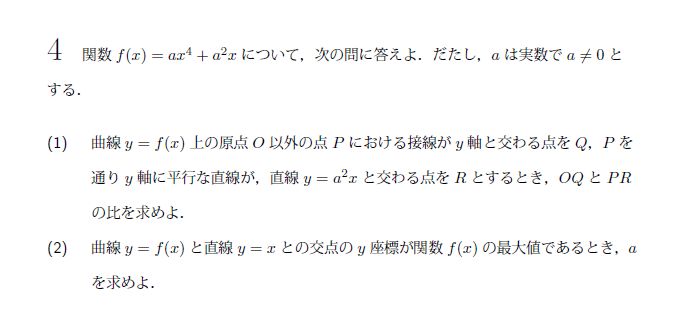 4 関数 f(x) = ax⁴ + a²x について，次の問に答えよ．だたし，a は実数で a ≠ 0 と
する．
(1) 曲線 y = f(x) 上の原点 O 以外の点 P における接線が y 軸と交わる点を Q，P を
通り y 軸に平行な直線が，直線 y = a²x と交わる点を R とするとき，OQ と PR
の比を求めよ．
(2) 曲線 y = f(x) と直線 y = x との交点の y 座標が関数 f(x) の最大値であるとき，a
を求めよ．